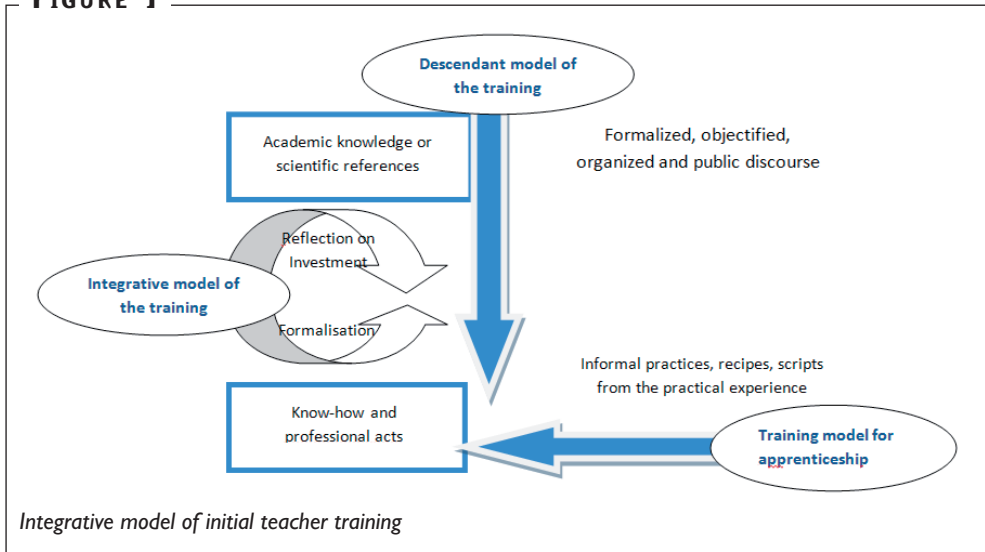 FIGURE 1
Descendant model of
the training
Academic knowledge or
scientific references
Formalized, objectified,
organized and public discourse
Reflection on
Investment
Integrative model of
the training
Formalisation
Informal practices, recipes, scripts
from the practical experience
Know-how and
professional acts
Training model for
apprenticeship
Integrative model of initial teacher training